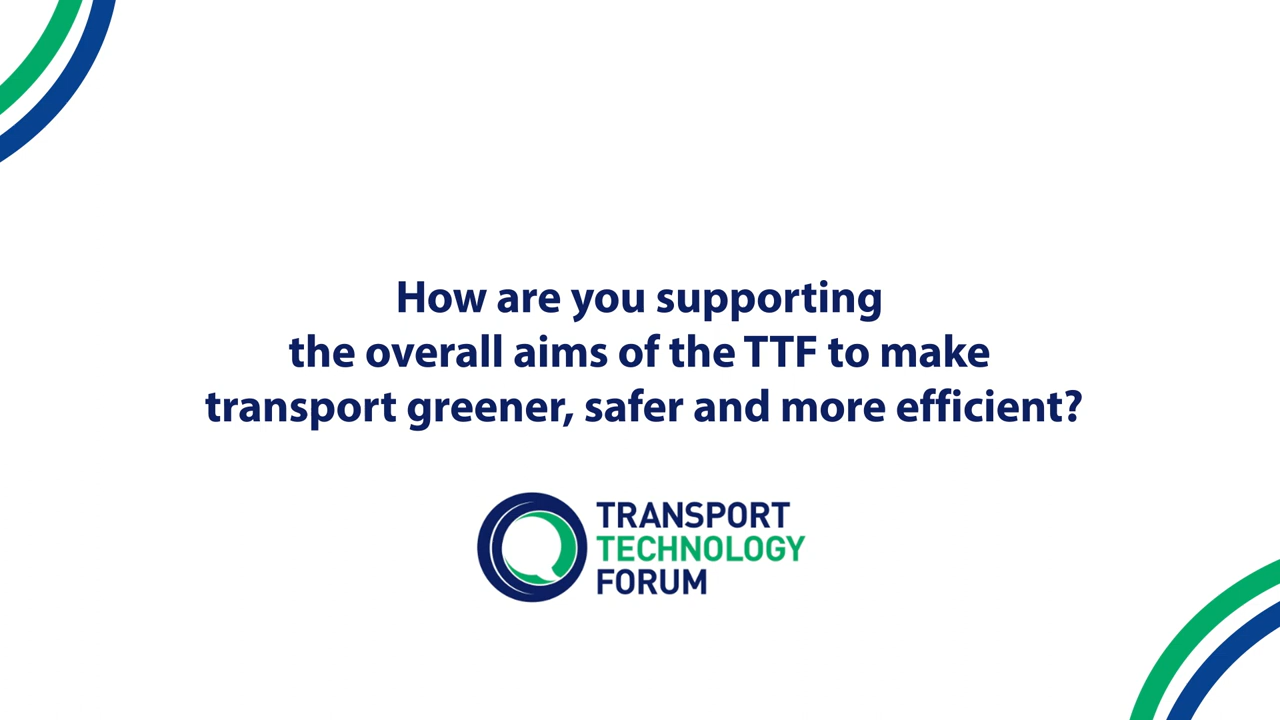 How are you supporting
the overall aims of the TTF to make
transport greener, safer and more efficient?
TRANSPORT
TECHNOLOGY
FORUM